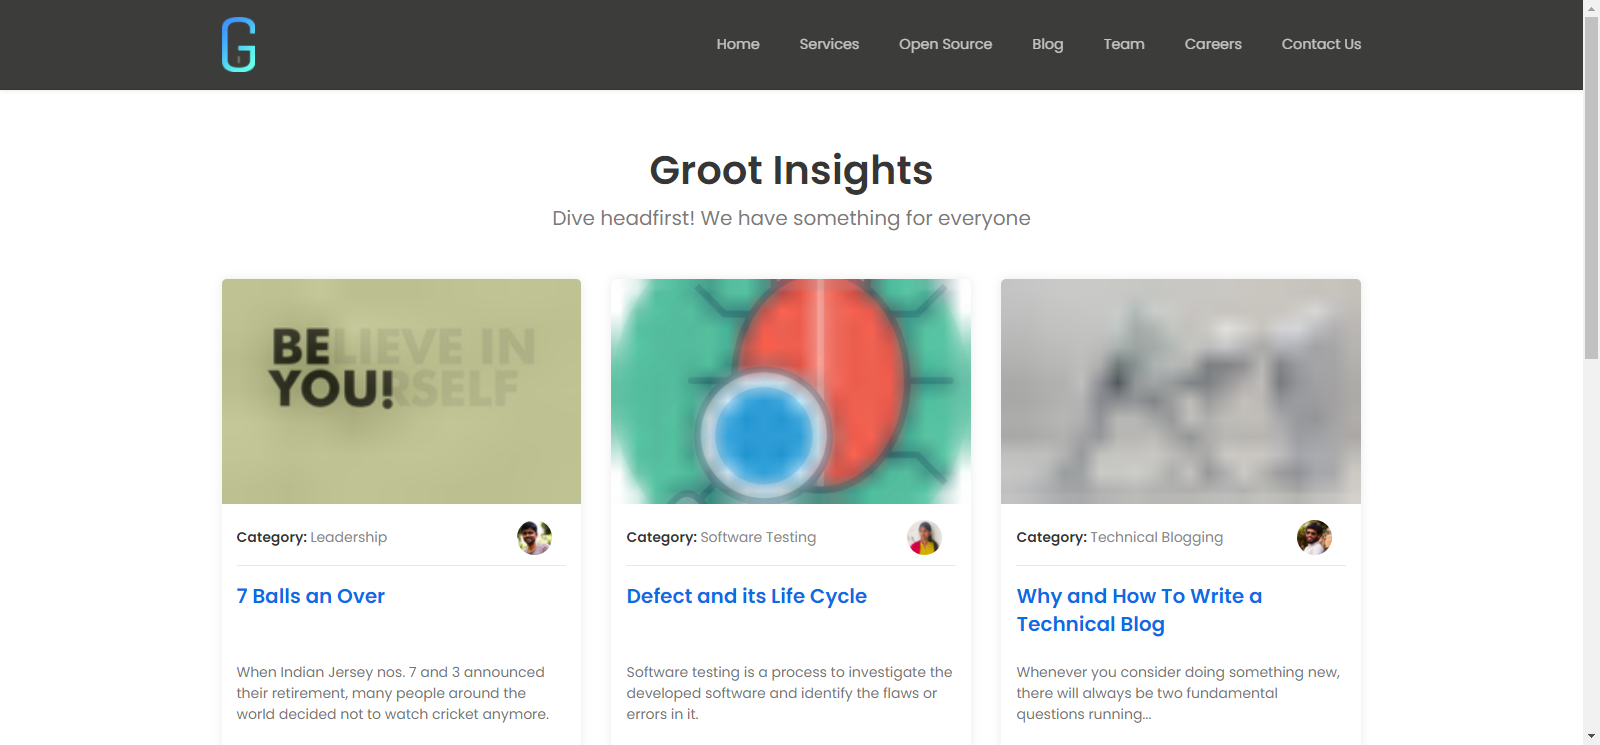 G
Home Services Open Source Blog Team Careers Contact Us
Groot Insights
Dive headfirst! We have something for everyone
BELIEVE IN
YOU!RSELF
Category: Leadership
7 Balls an Over
When Indian Jersey nos. 7 and 3 announced
their retirement, many people around the
world decided not to watch cricket anymore.
Category: Software Testing
Defect and its Life Cycle
Software testing is a process to investigate the
developed software and identify the flaws or
errors in it.
Category: Technical Blogging
Why and How To Write a
Technical Blog
Whenever you consider doing something new,
there will always be two fundamental
questions running...